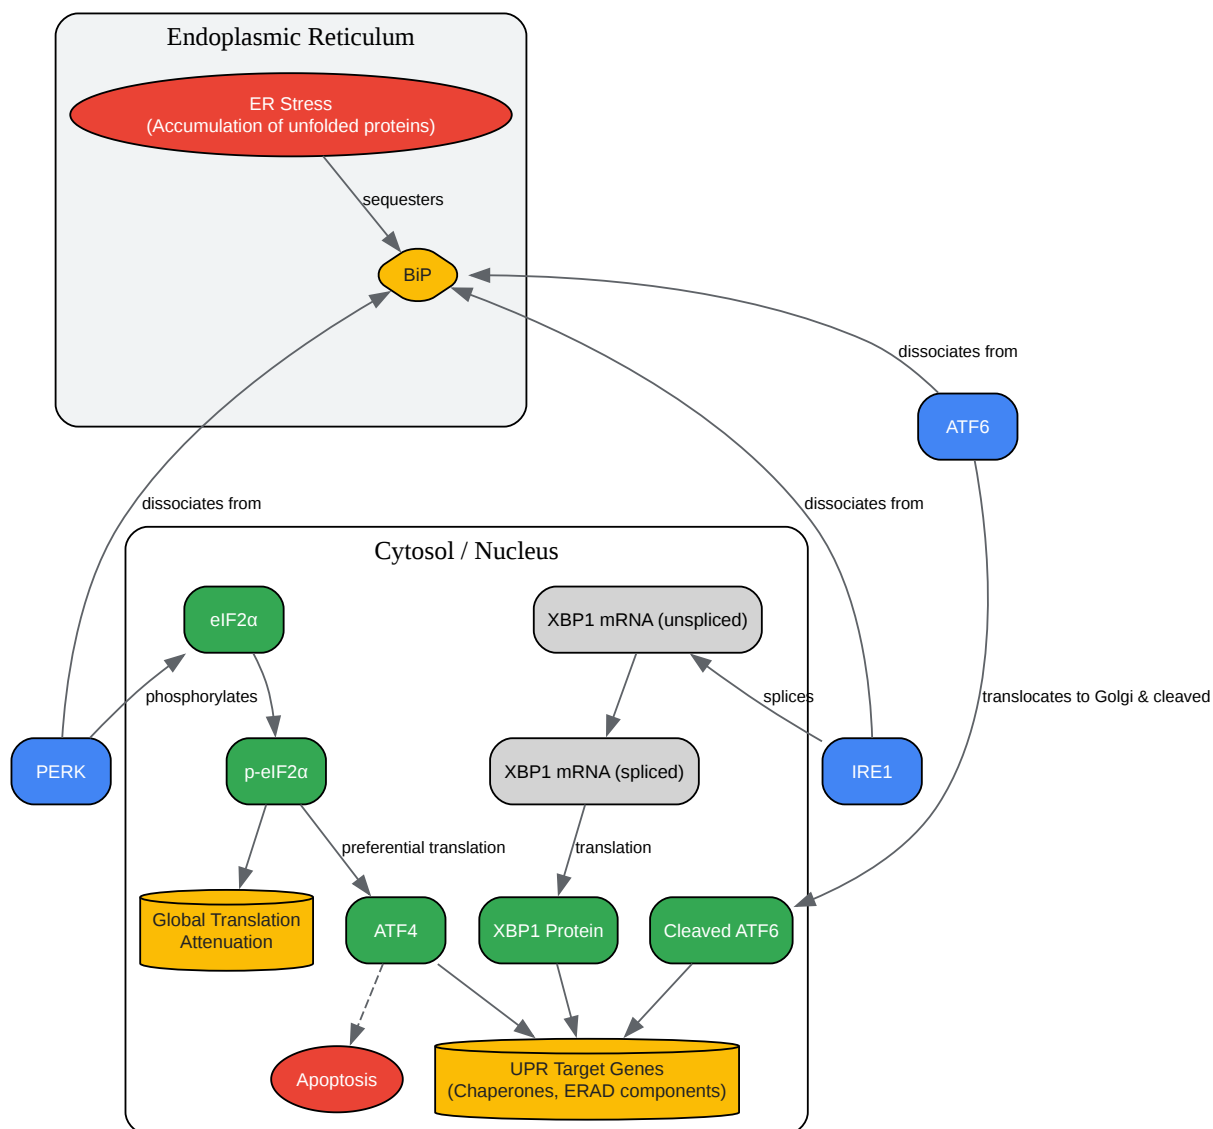 Endoplasmic Reticulum
ER Stress
(Accumulation of unfolded proteins)
sequesters
BiP
dissociates from
ATF6
dissociates from
dissociates from
Cytosol / Nucleus
eIF2α
XBP1 mRNA (unspliced)
phosphorylates
splices
translocates to Golgi & cleaved
PERK
p-eIF2α
XBP1 mRNA (spliced)
IRE1
preferential translation
translation
Global Translation
Attenuation
ATF4
XBP1 Protein
Cleaved ATF6
Apoptosis
UPR Target Genes
(Chaperones, ERAD components)